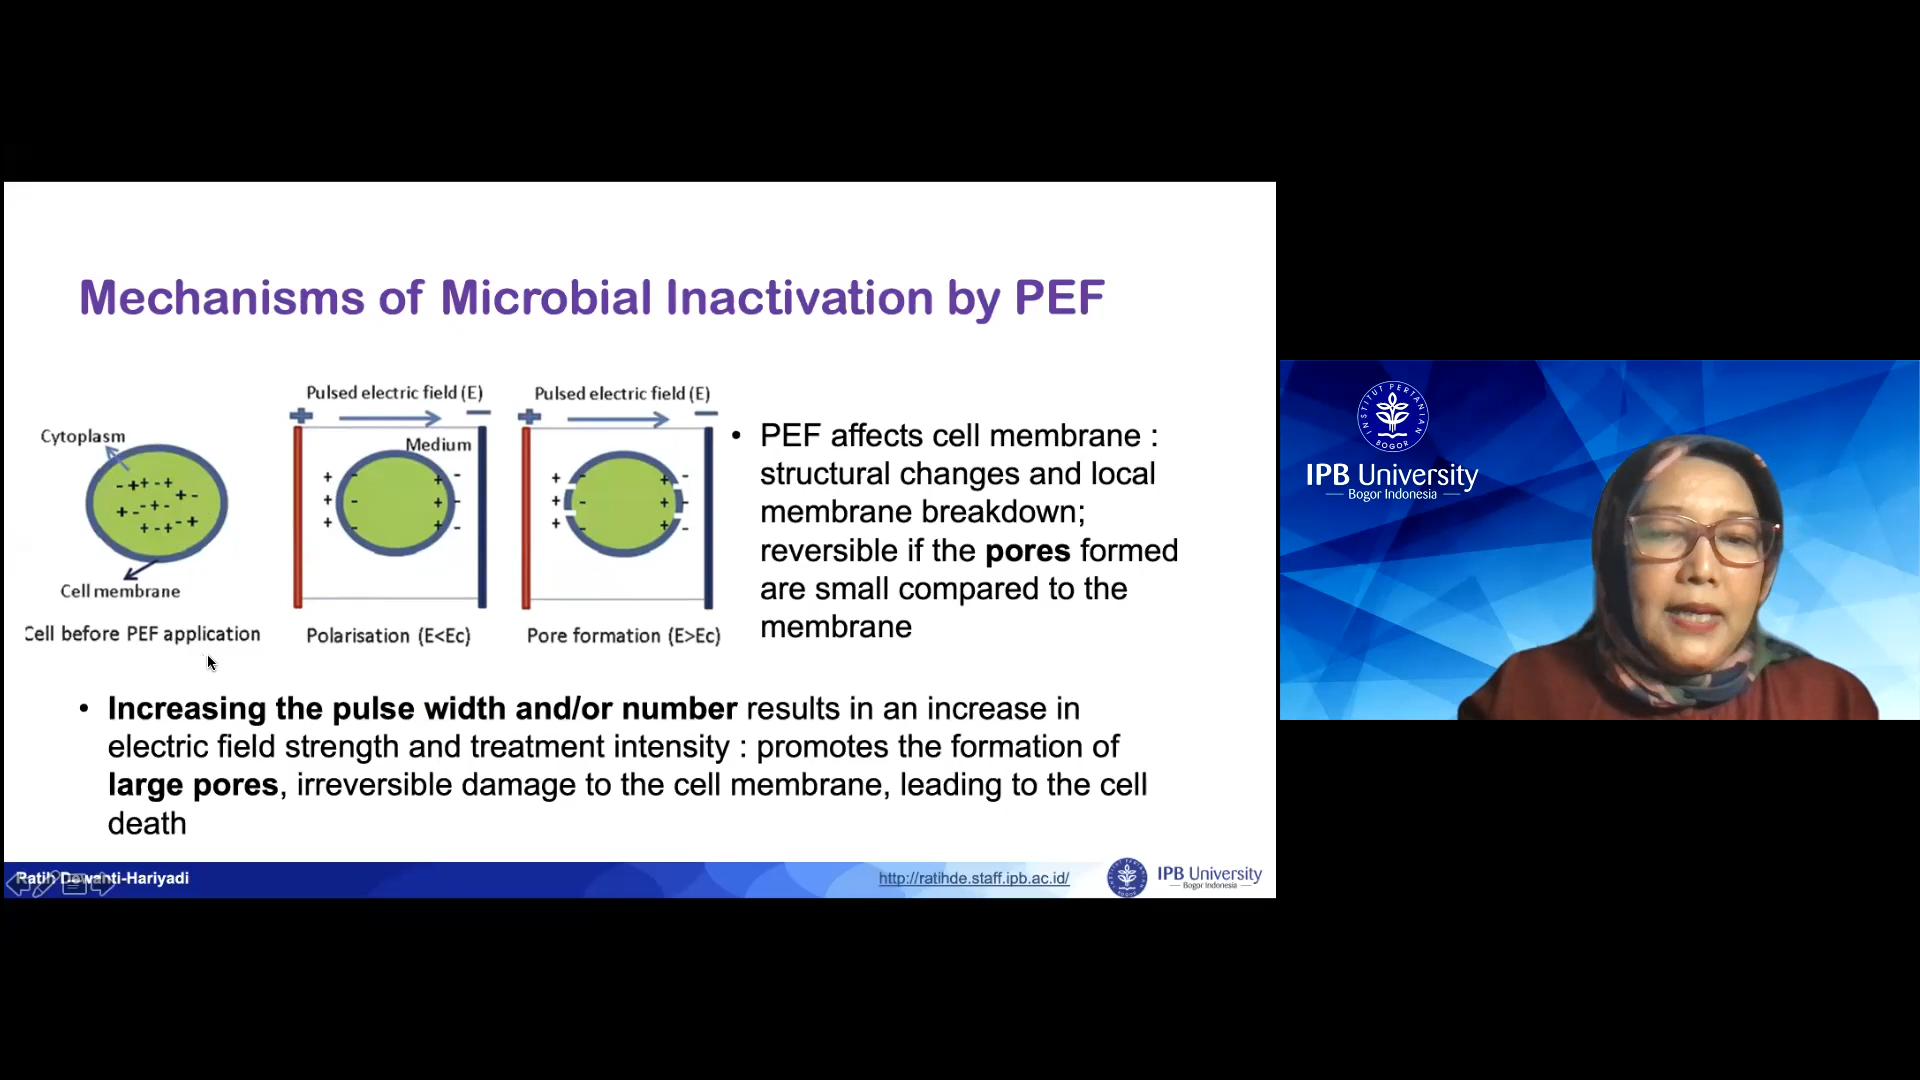 Mechanisms of Microbial Inactivation by PEF
Pulsed electric field (E)
Pulsed electric field (E)
Cytoplasm
Medium
Cell membrane
Cell before PEF application
Polarisation (E<Ec)
Pore formation (E>Ec)
• PEF affects cell membrane :
structural changes and local
membrane breakdown;
reversible if the pores formed
are small compared to the
membrane
• Increasing the pulse width and/or number results in an increase in
electric field strength and treatment intensity : promotes the formation of
large pores, irreversible damage to the cell membrane, leading to the cell
death
Ratih Dewanti-Hariyadi
http://ratihde.staff.ipb.ac.id/
IPB University
Bogor Indonesia
INSTITUT PERTANIAN
BOGOR
IPB University
Bogor Indonesia